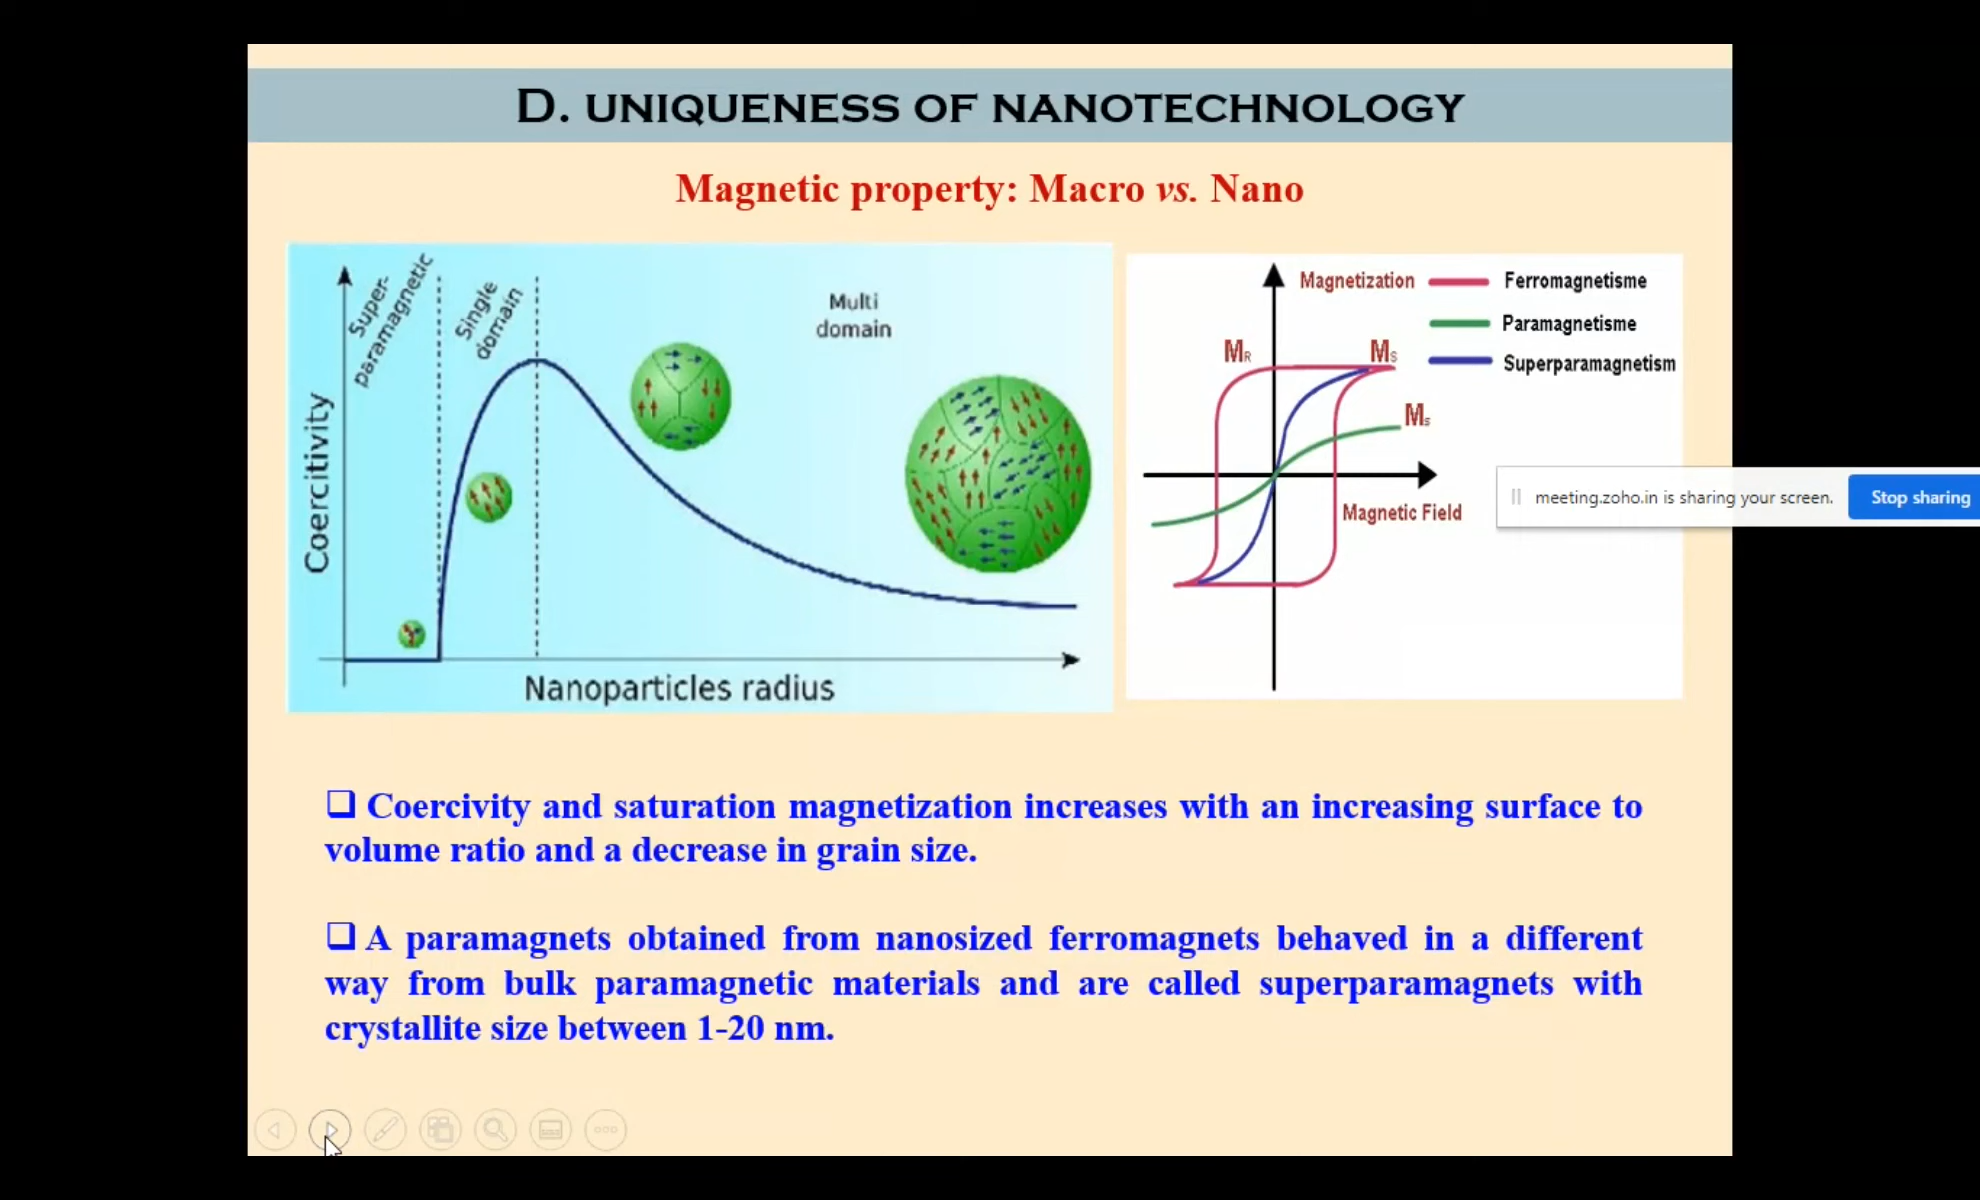 D. UNIQUENESS OF NANOTECHNOLOGY
Magnetic property: Macro vs. Nano
Super-
paramagnetic
Single
domain
Multi
domain
Coercitivity
Nanoparticles radius
Magnetization
Ferromagnetisme
Paramagnetisme
Superparamagnetism
MR
MS
Ms
Magnetic Field
meeting.zoho.in is sharing your screen.
Stop sharing
❑ Coercivity and saturation magnetization increases with an increasing surface to
volume ratio and a decrease in grain size.
❑ A paramagnets obtained from nanosized ferromagnets behaved in a different
way from bulk paramagnetic materials and are called superparamagnets with
crystallite size between 1-20 nm.